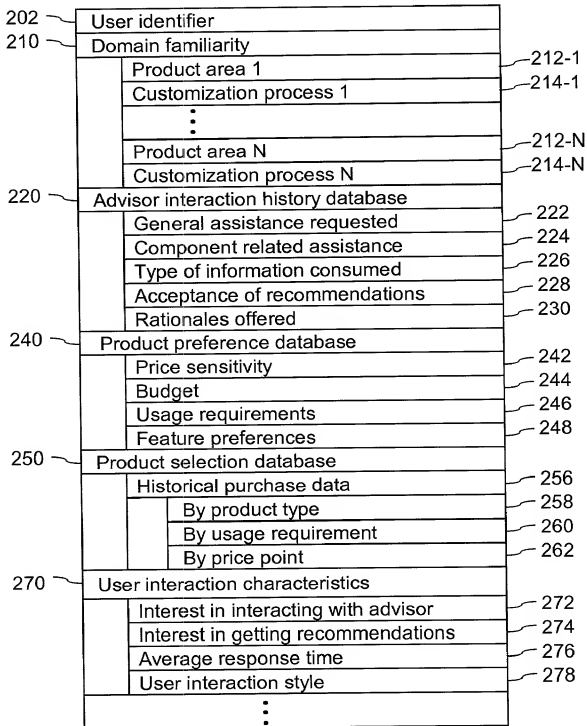 202 User identifier
210 Domain familiarity
Product area 1 212-1
Customization process 1 214-1
Product area N 212-N
Customization process N 214-N
220 Advisor interaction history database
General assistance requested 222
Component related assistance 224
Type of information consumed 226
Acceptance of recommendations 228
Rationales offered 230
240 Product preference database
Price sensitivity 242
Budget 244
Usage requirements 246
Feature preferences 248
250 Product selection database
Historical purchase data 256
By product type 258
By usage requirement 260
By price point 262
270 User interaction characteristics
Interest in interacting with advisor 272
Interest in getting recommendations 274
Average response time 276
User interaction style 278